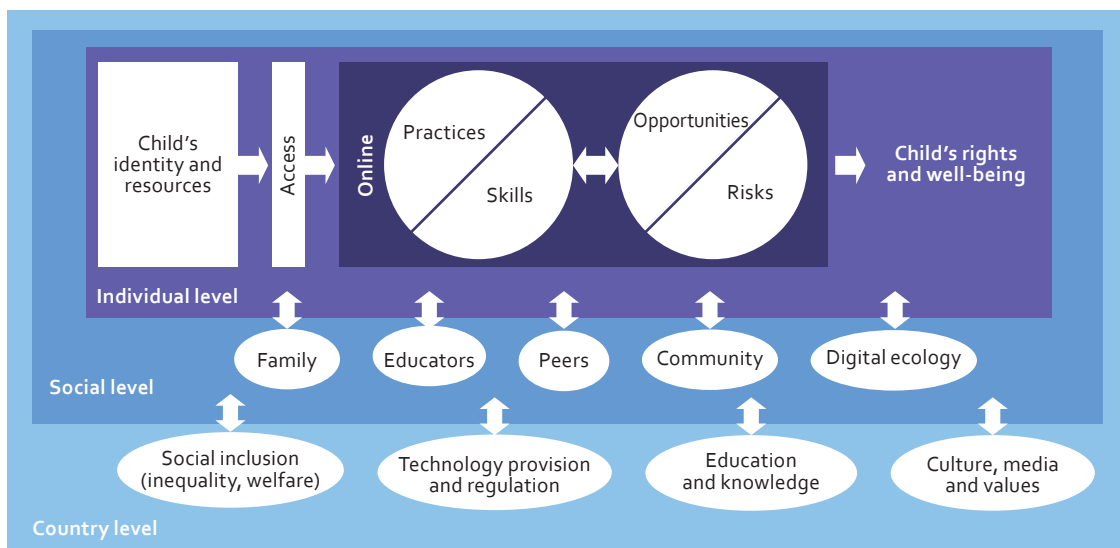 Child's
identity and
resources
Access
Online
Practices
Skills
Opportunities
Risks
Child's rights
and well-being
Individual level
Family
Educators
Peers
Community
Digital ecology
Social level
Social inclusion
(inequality, welfare)
Technology provision
and regulation
Education
and knowledge
Culture, media
and values
Country level